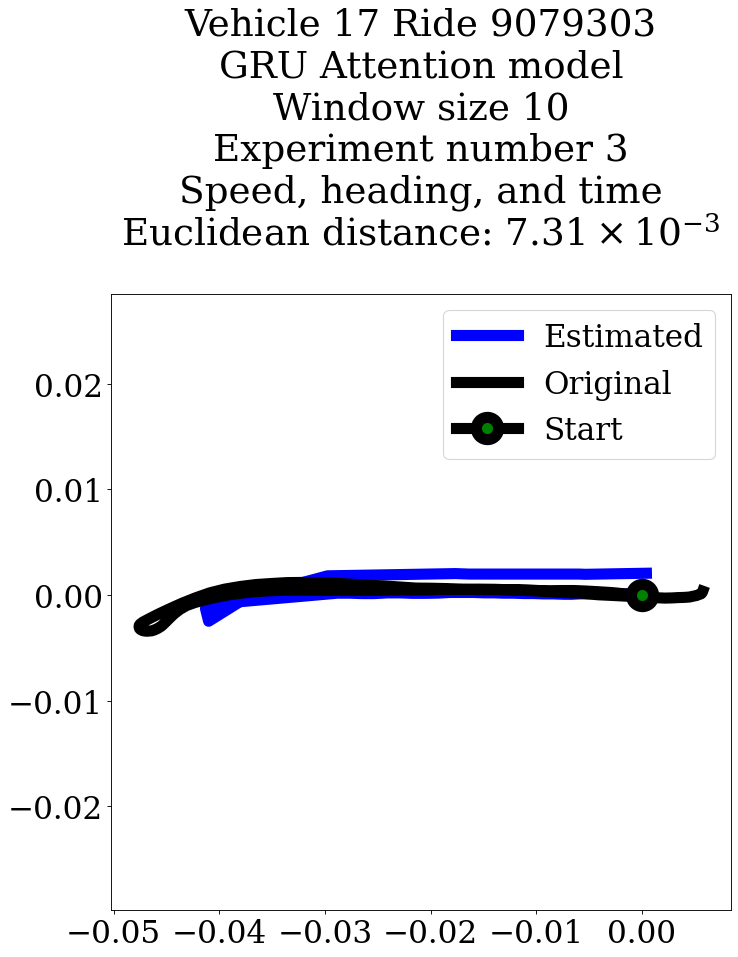 Vehicle 17 Ride 9079303
GRU Attention model
Window size 10
Experiment number 3
Speed, heading, and time
Euclidean distance: 7.31 × 10⁻³
Estimated
Original
Start
0.02
0.01
0.00
−0.01
−0.02
−0.05 −0.04 −0.03 −0.02 −0.01 0.00